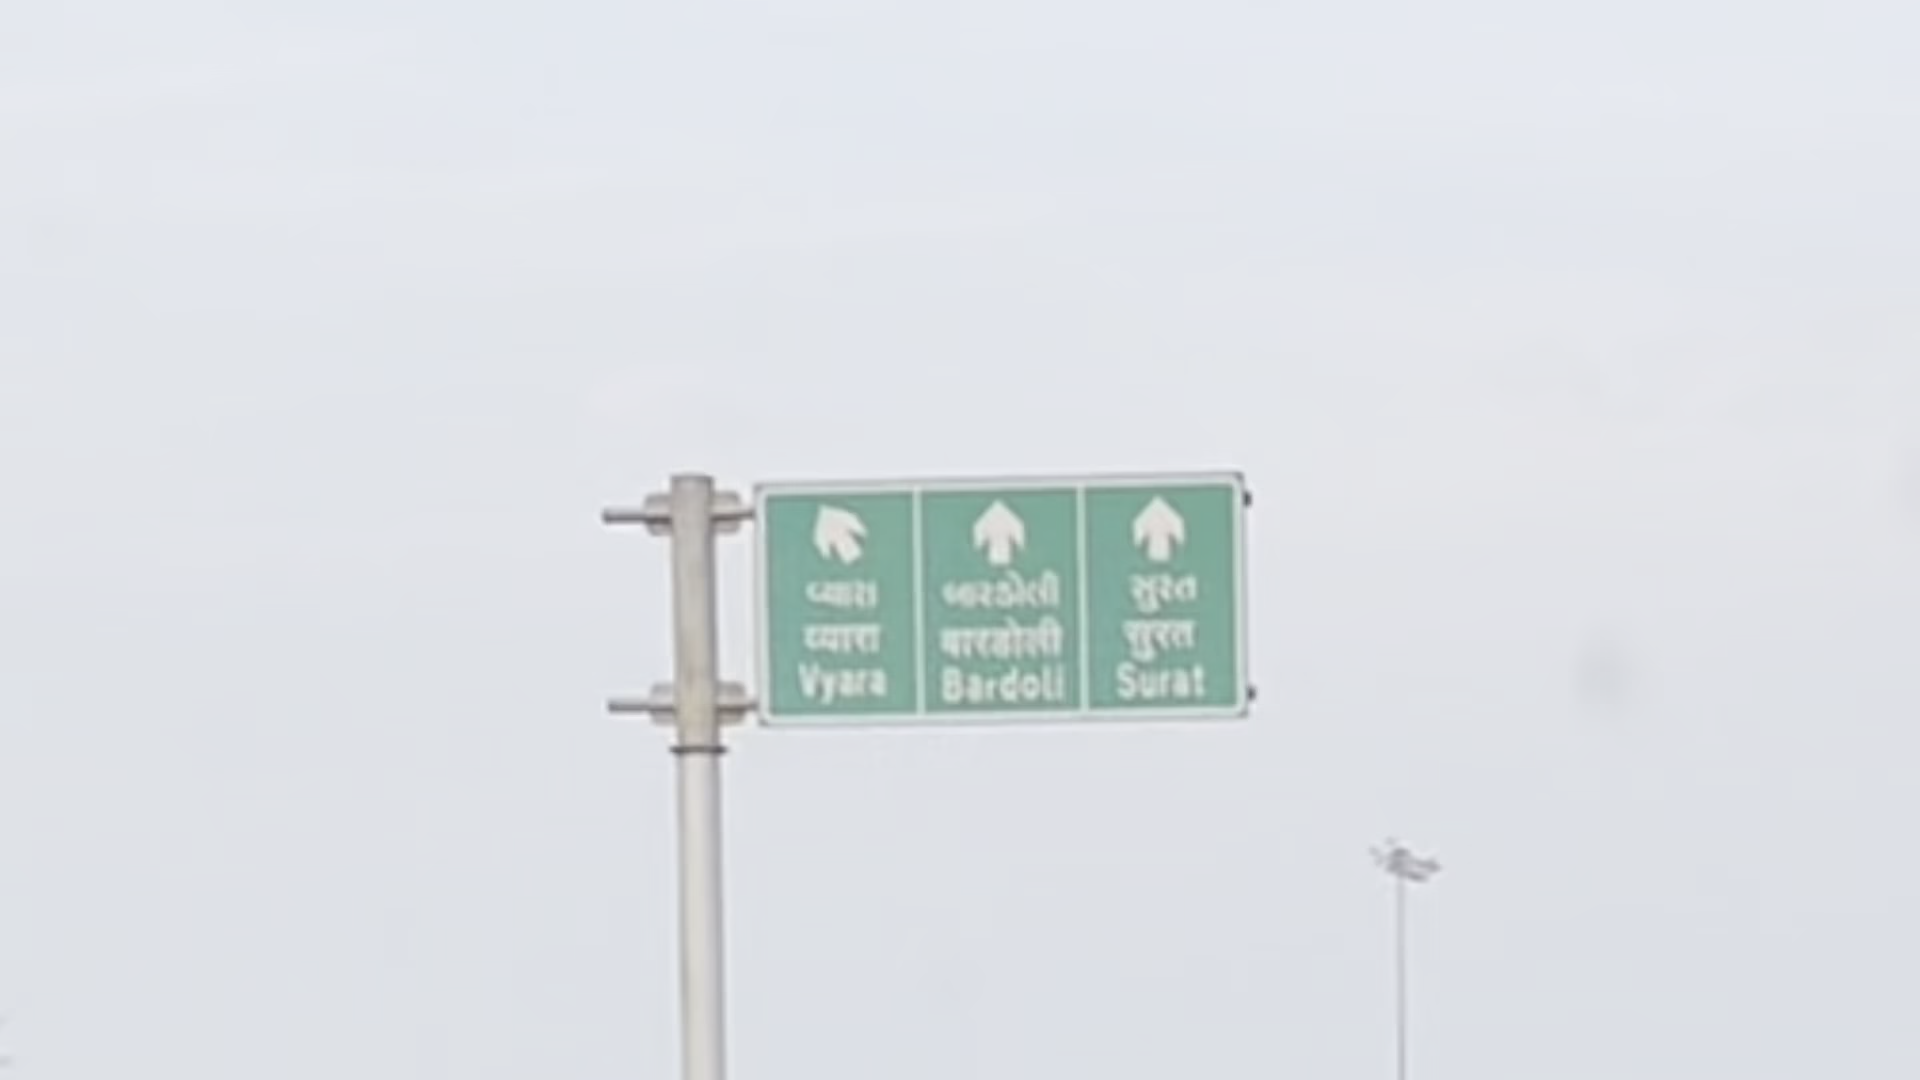 વ્યારા
व्यारा
Vyara
બારડોલી
बारडोली
Bardoli
સુરત
सुरत
Surat